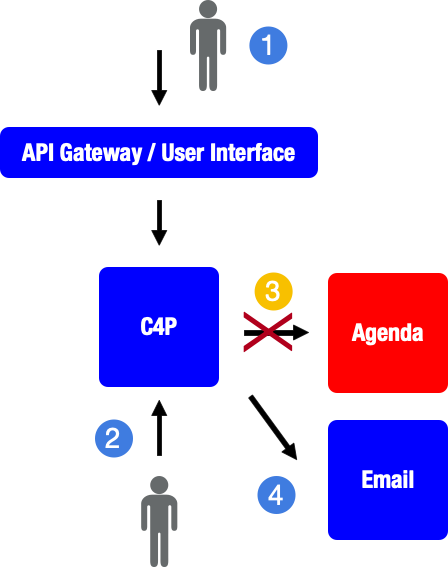 1
API Gateway / User Interface
3
C4P
Agenda
2
Email
4